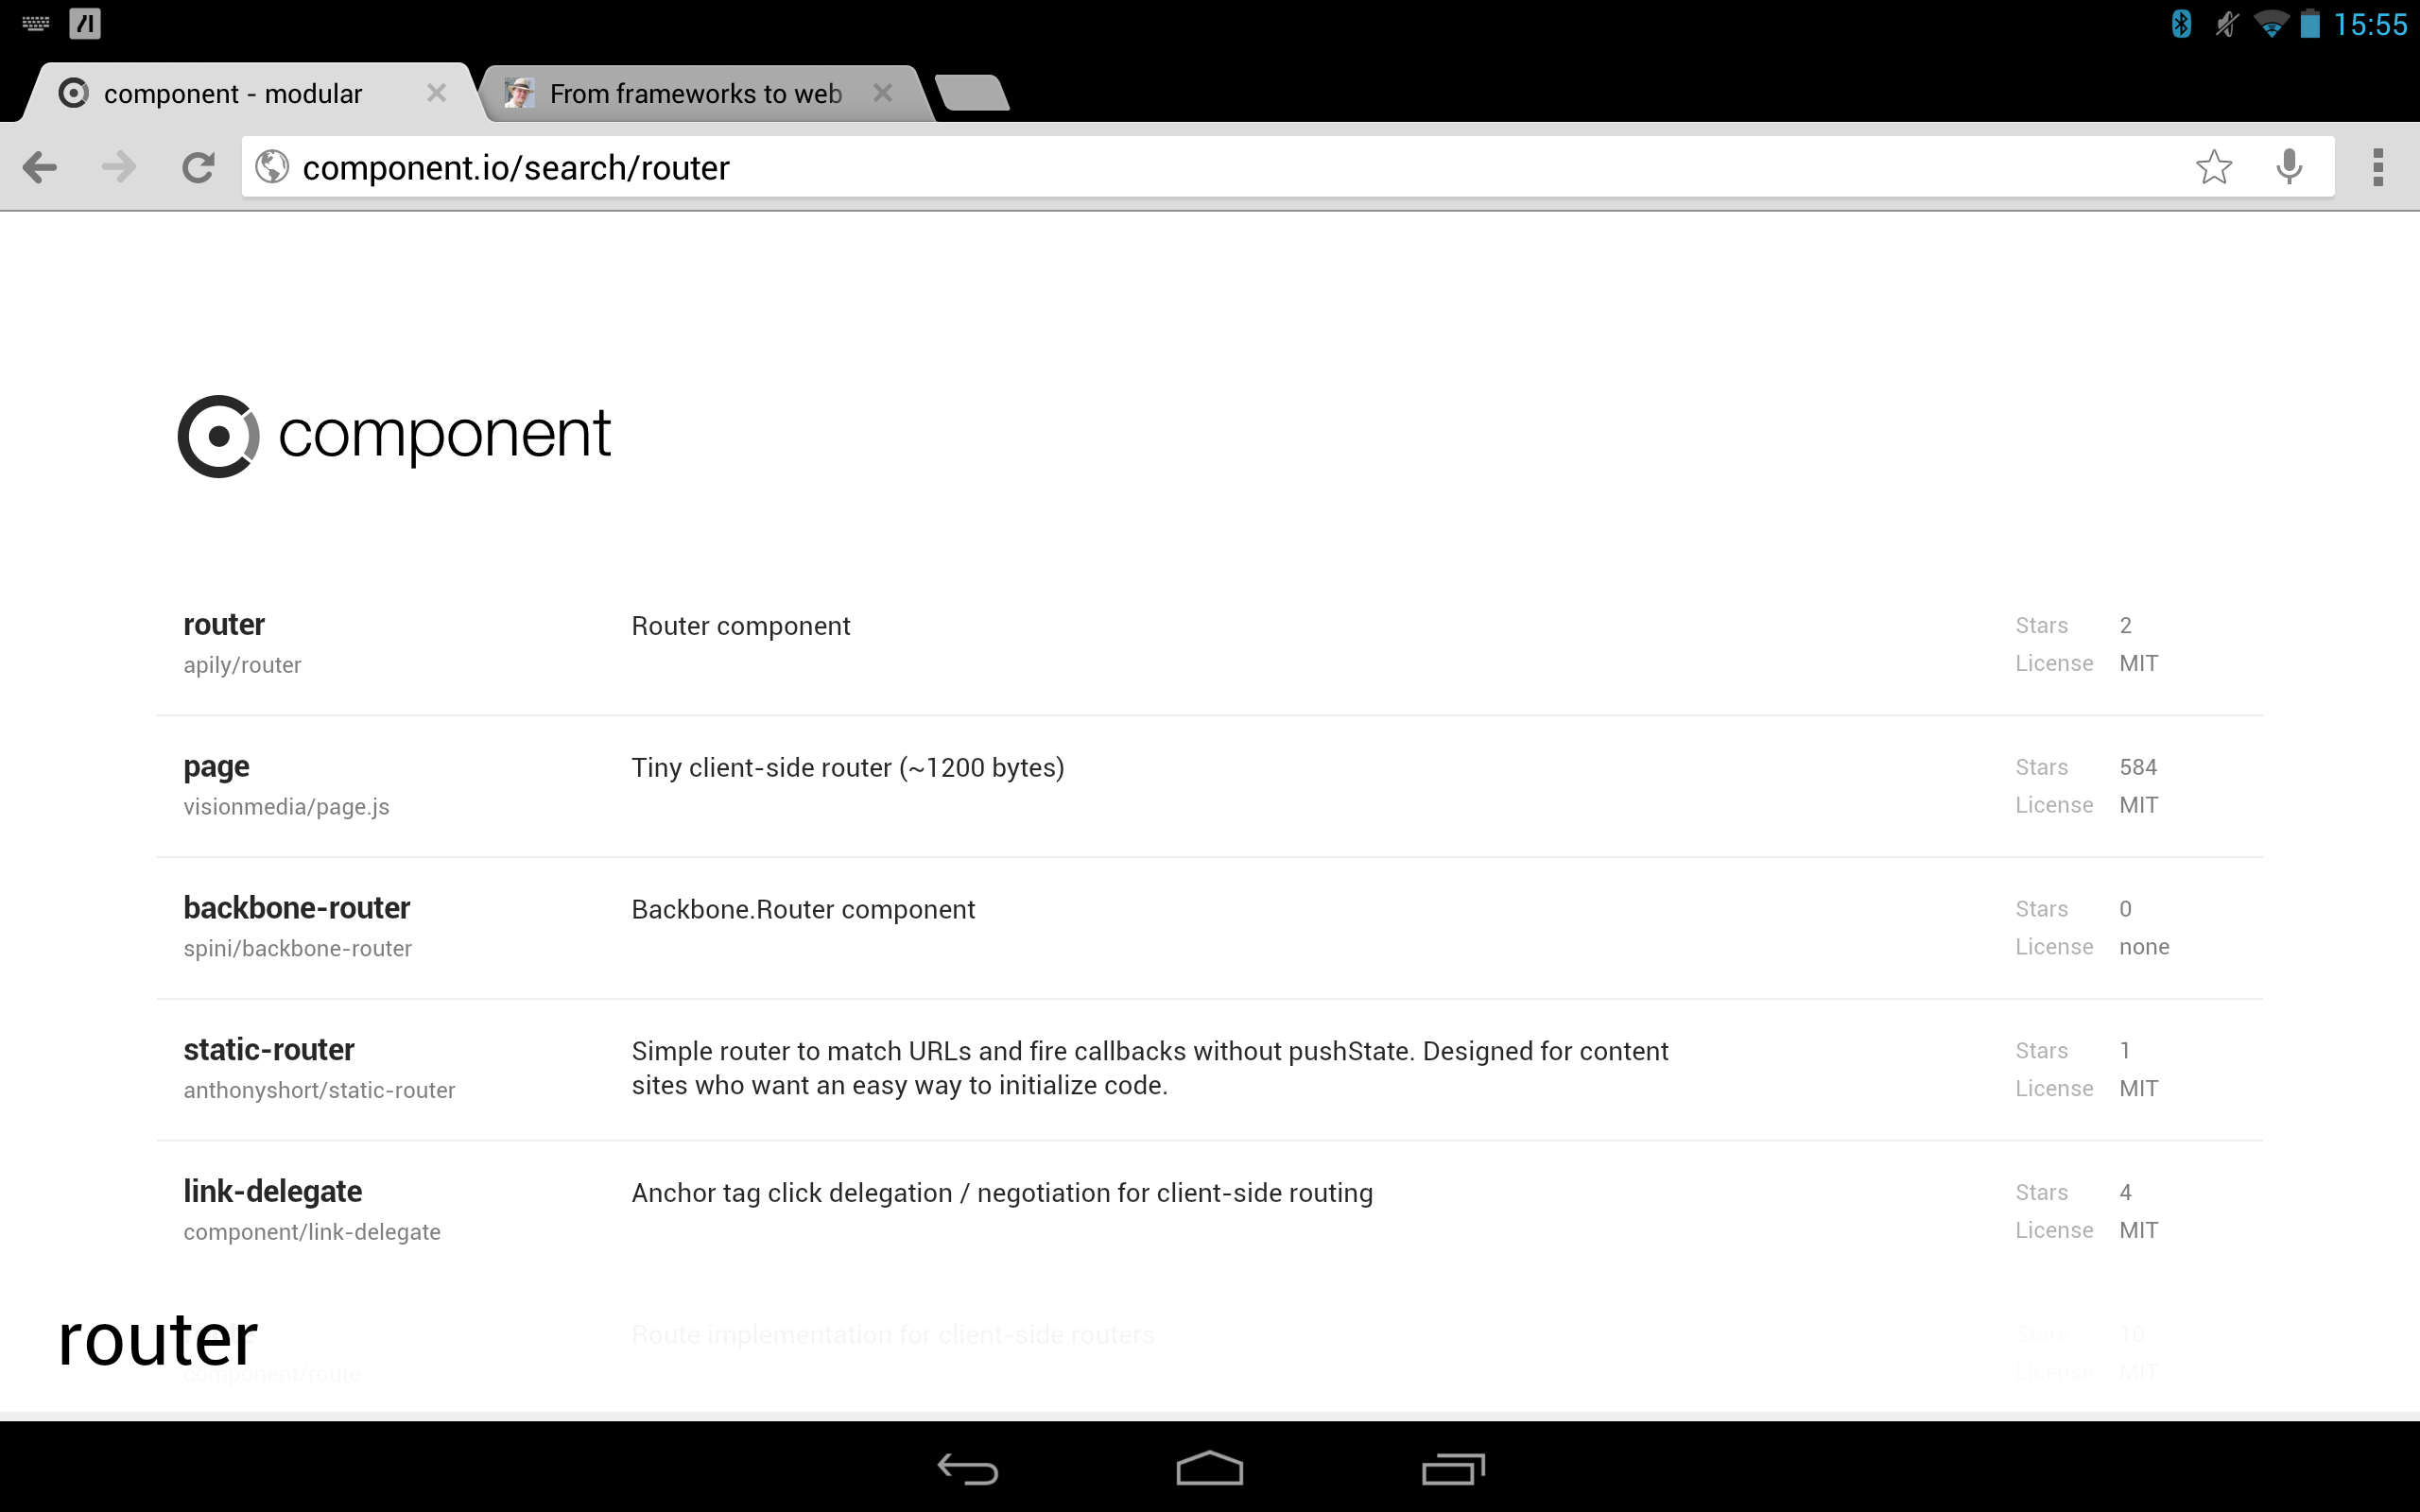 15:55
component - modular
From frameworks to web
component.io/search/router
component
router
Router component
Stars 2
apily/router
License MIT
page
Tiny client-side router (~1200 bytes)
Stars 584
visionmedia/page.js
License MIT
backbone-router
Backbone.Router component
Stars 0
spini/backbone-router
License none
static-router
Simple router to match URLs and fire callbacks without pushState. Designed for content
Stars 1
anthonyshort/static-router
sites who want an easy way to initialize code.
License MIT
link-delegate
Anchor tag click delegation / negotiation for client-side routing
Stars 4
component/link-delegate
License MIT
router
Route implementation for client-side routers
Stars 10
component/route
License MIT